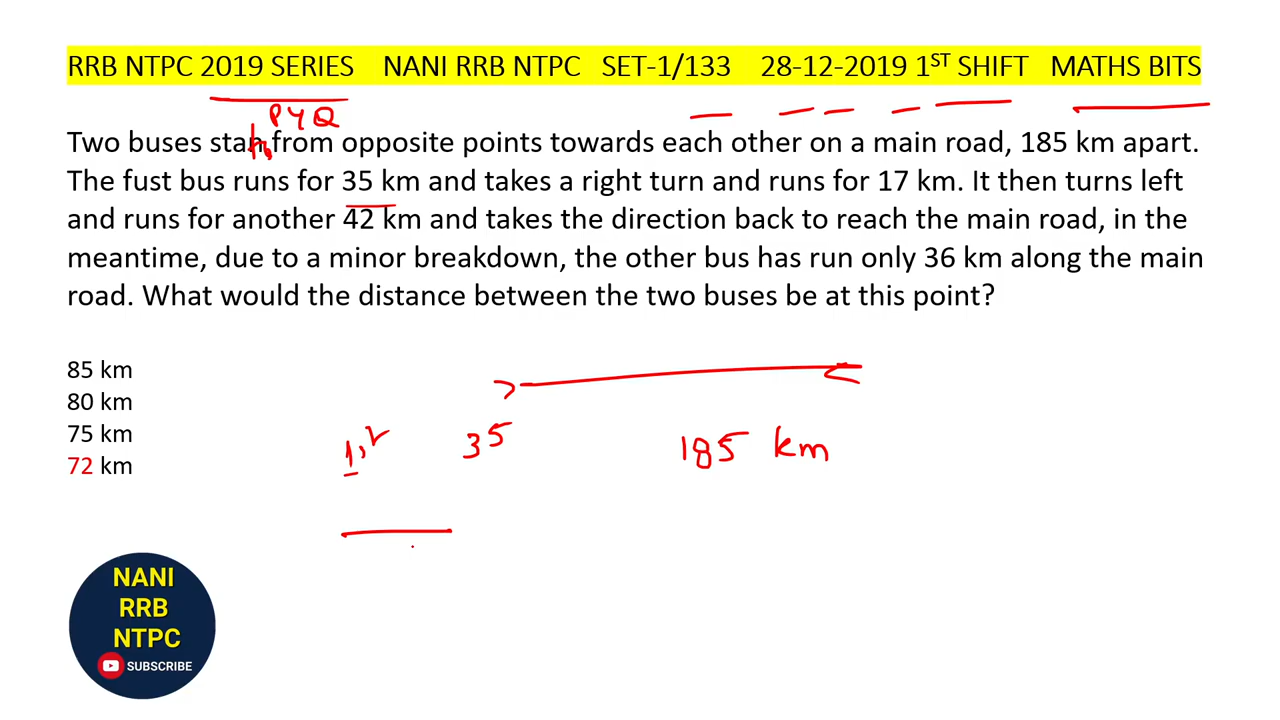 RRB NTPC 2019 SERIES NANI RRB NTPC SET-1/133 28-12-2019 1ST SHIFT MATHS BITS
PYQ
Two buses start from opposite points towards each other on a main road, 185 km apart.
The fust bus runs for 35 km and takes a right turn and runs for 17 km. It then turns left
and runs for another 42 km and takes the direction back to reach the main road, in the
meantime, due to a minor breakdown, the other bus has run only 36 km along the main
road. What would the distance between the two buses be at this point?
85 km
80 km
75 km
72 km
1, 2 35 185 km
NANI
RRB
NTPC
SUBSCRIBE